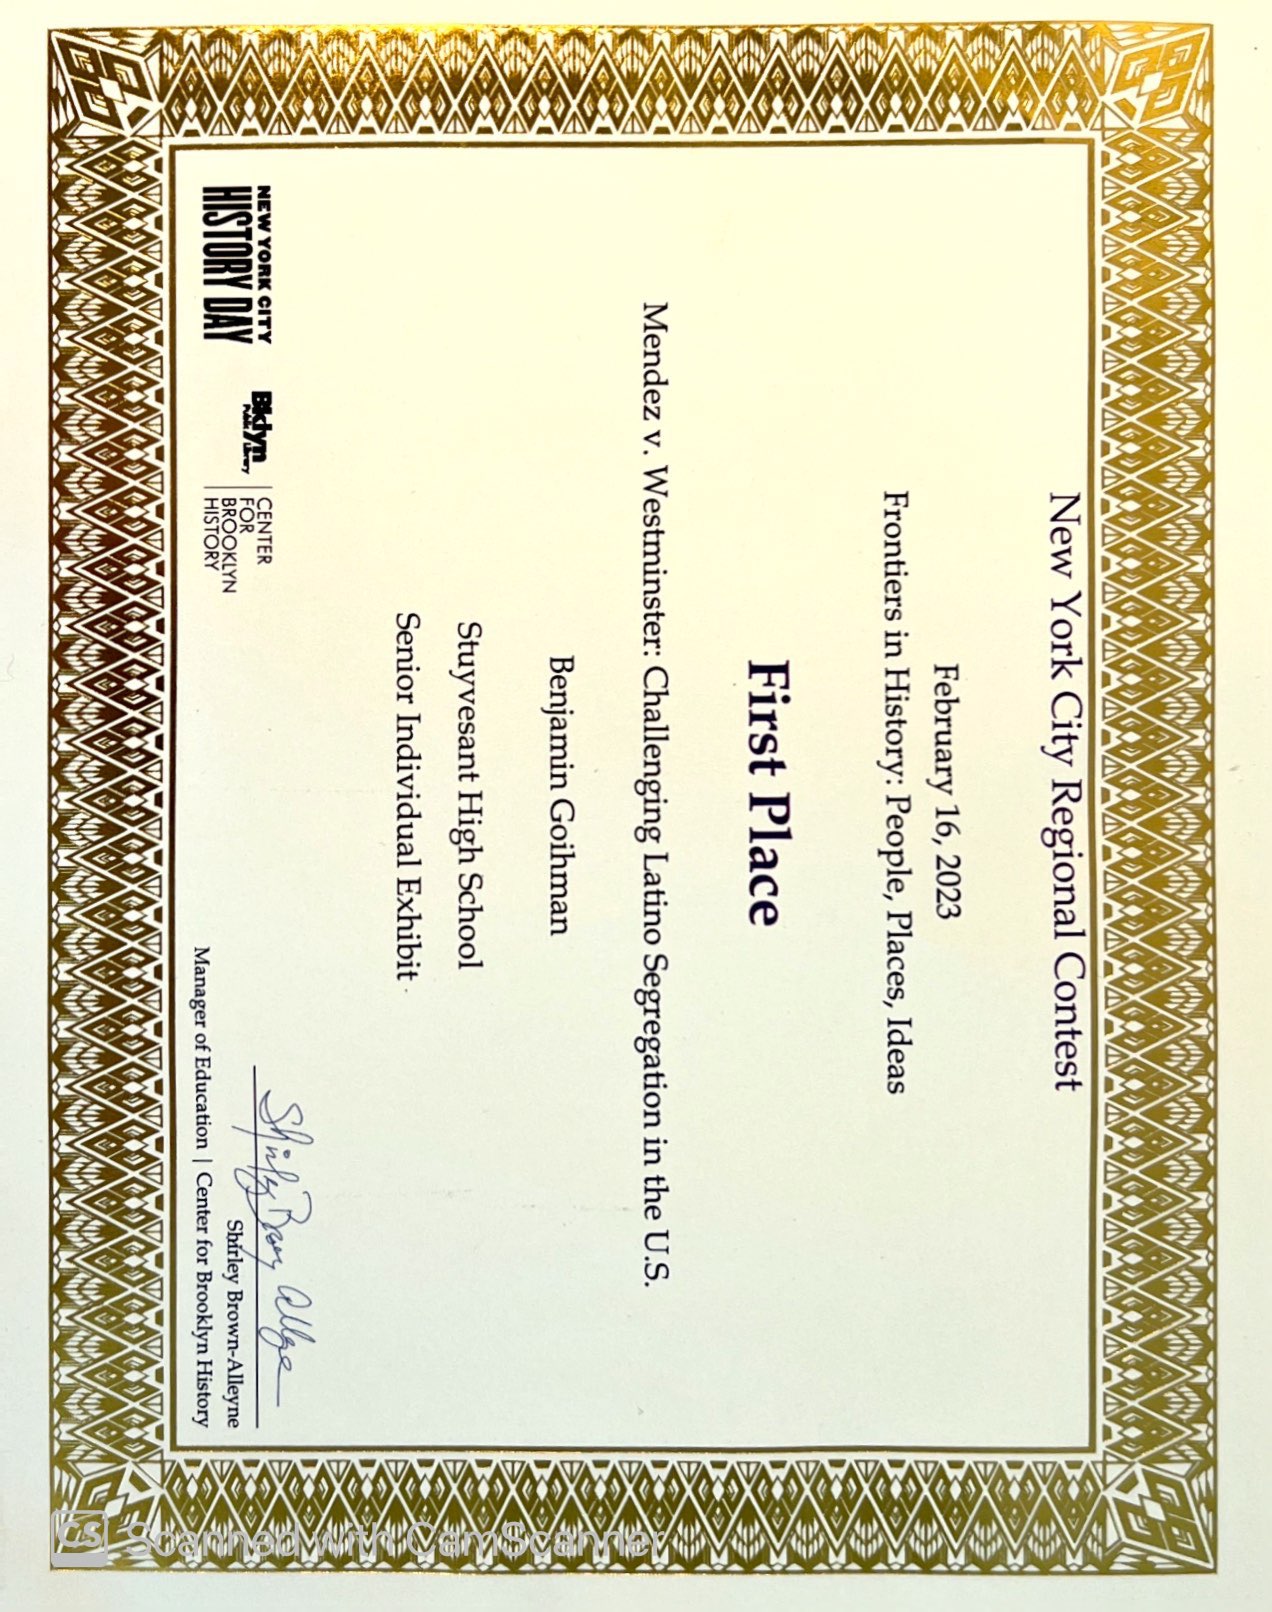 New York City Regional Contest
February 16, 2023
Frontiers in History: People, Places, Ideas
First Place
Mendez v. Westminster: Challenging Latino Segregation in the U.S.
Benjamin Goihman
Stuyvesant High School
Senior Individual Exhibit
NEW YORK CITY
HISTORY DAY
Bklyn
Public Library
CENTER
FOR
BROOKLYN
HISTORY
Shirley Brown Alleyne
Shirley Brown-Alleyne
Manager of Education | Center for Brooklyn History
CS Scanned with CamScanner